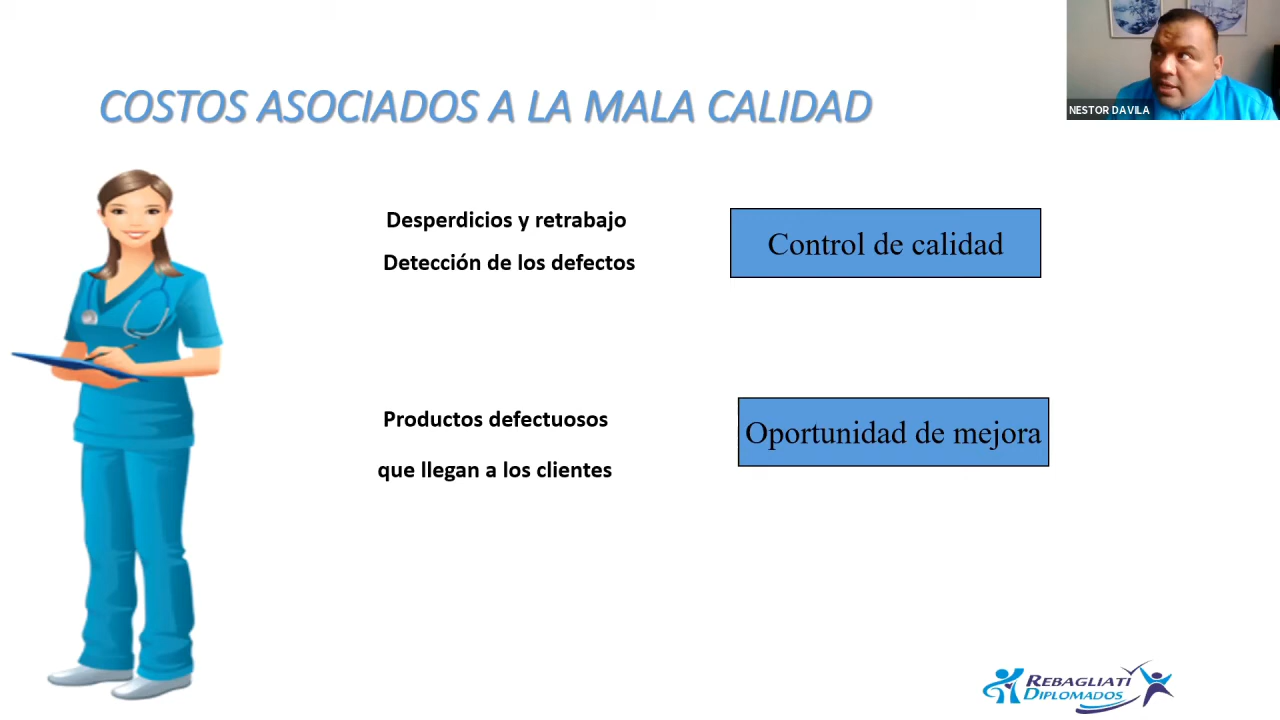 COSTOS ASOCIADOS A LA MALA CALIDAD
NESTOR DAVILA
Desperdicios y retrabajo
Detección de los defectos
Control de calidad
Productos defectuosos
que llegan a los clientes
Oportunidad de mejora
REBAGLIATI
DIPLOMADOS